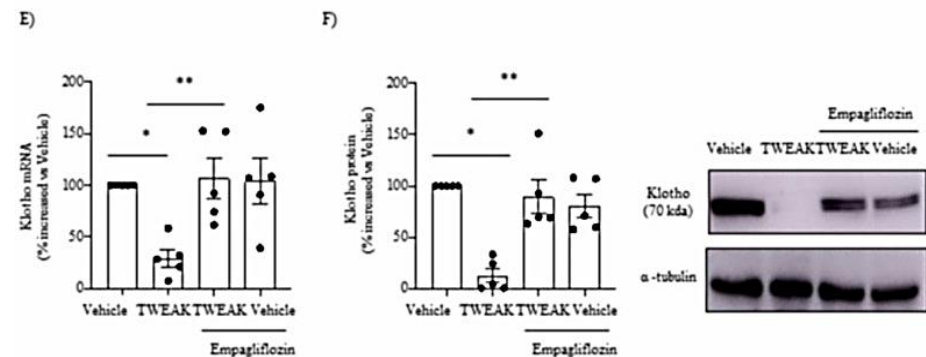 E)
Klotho mRNA
(% increased vs Vehicle)
200
150
100
50
0
*
**
Vehicle TWEAK TWEAK Vehicle
Empagliflozin
F)
Klotho protein
(% increased vs Vehicle)
200
150
100
50
0
*
**
Vehicle TWEAK TWEAK Vehicle
Empagliflozin
Empagliflozin
Vehicle TWEAK TWEAK Vehicle
Klotho
(70 kda)
α-tubulin